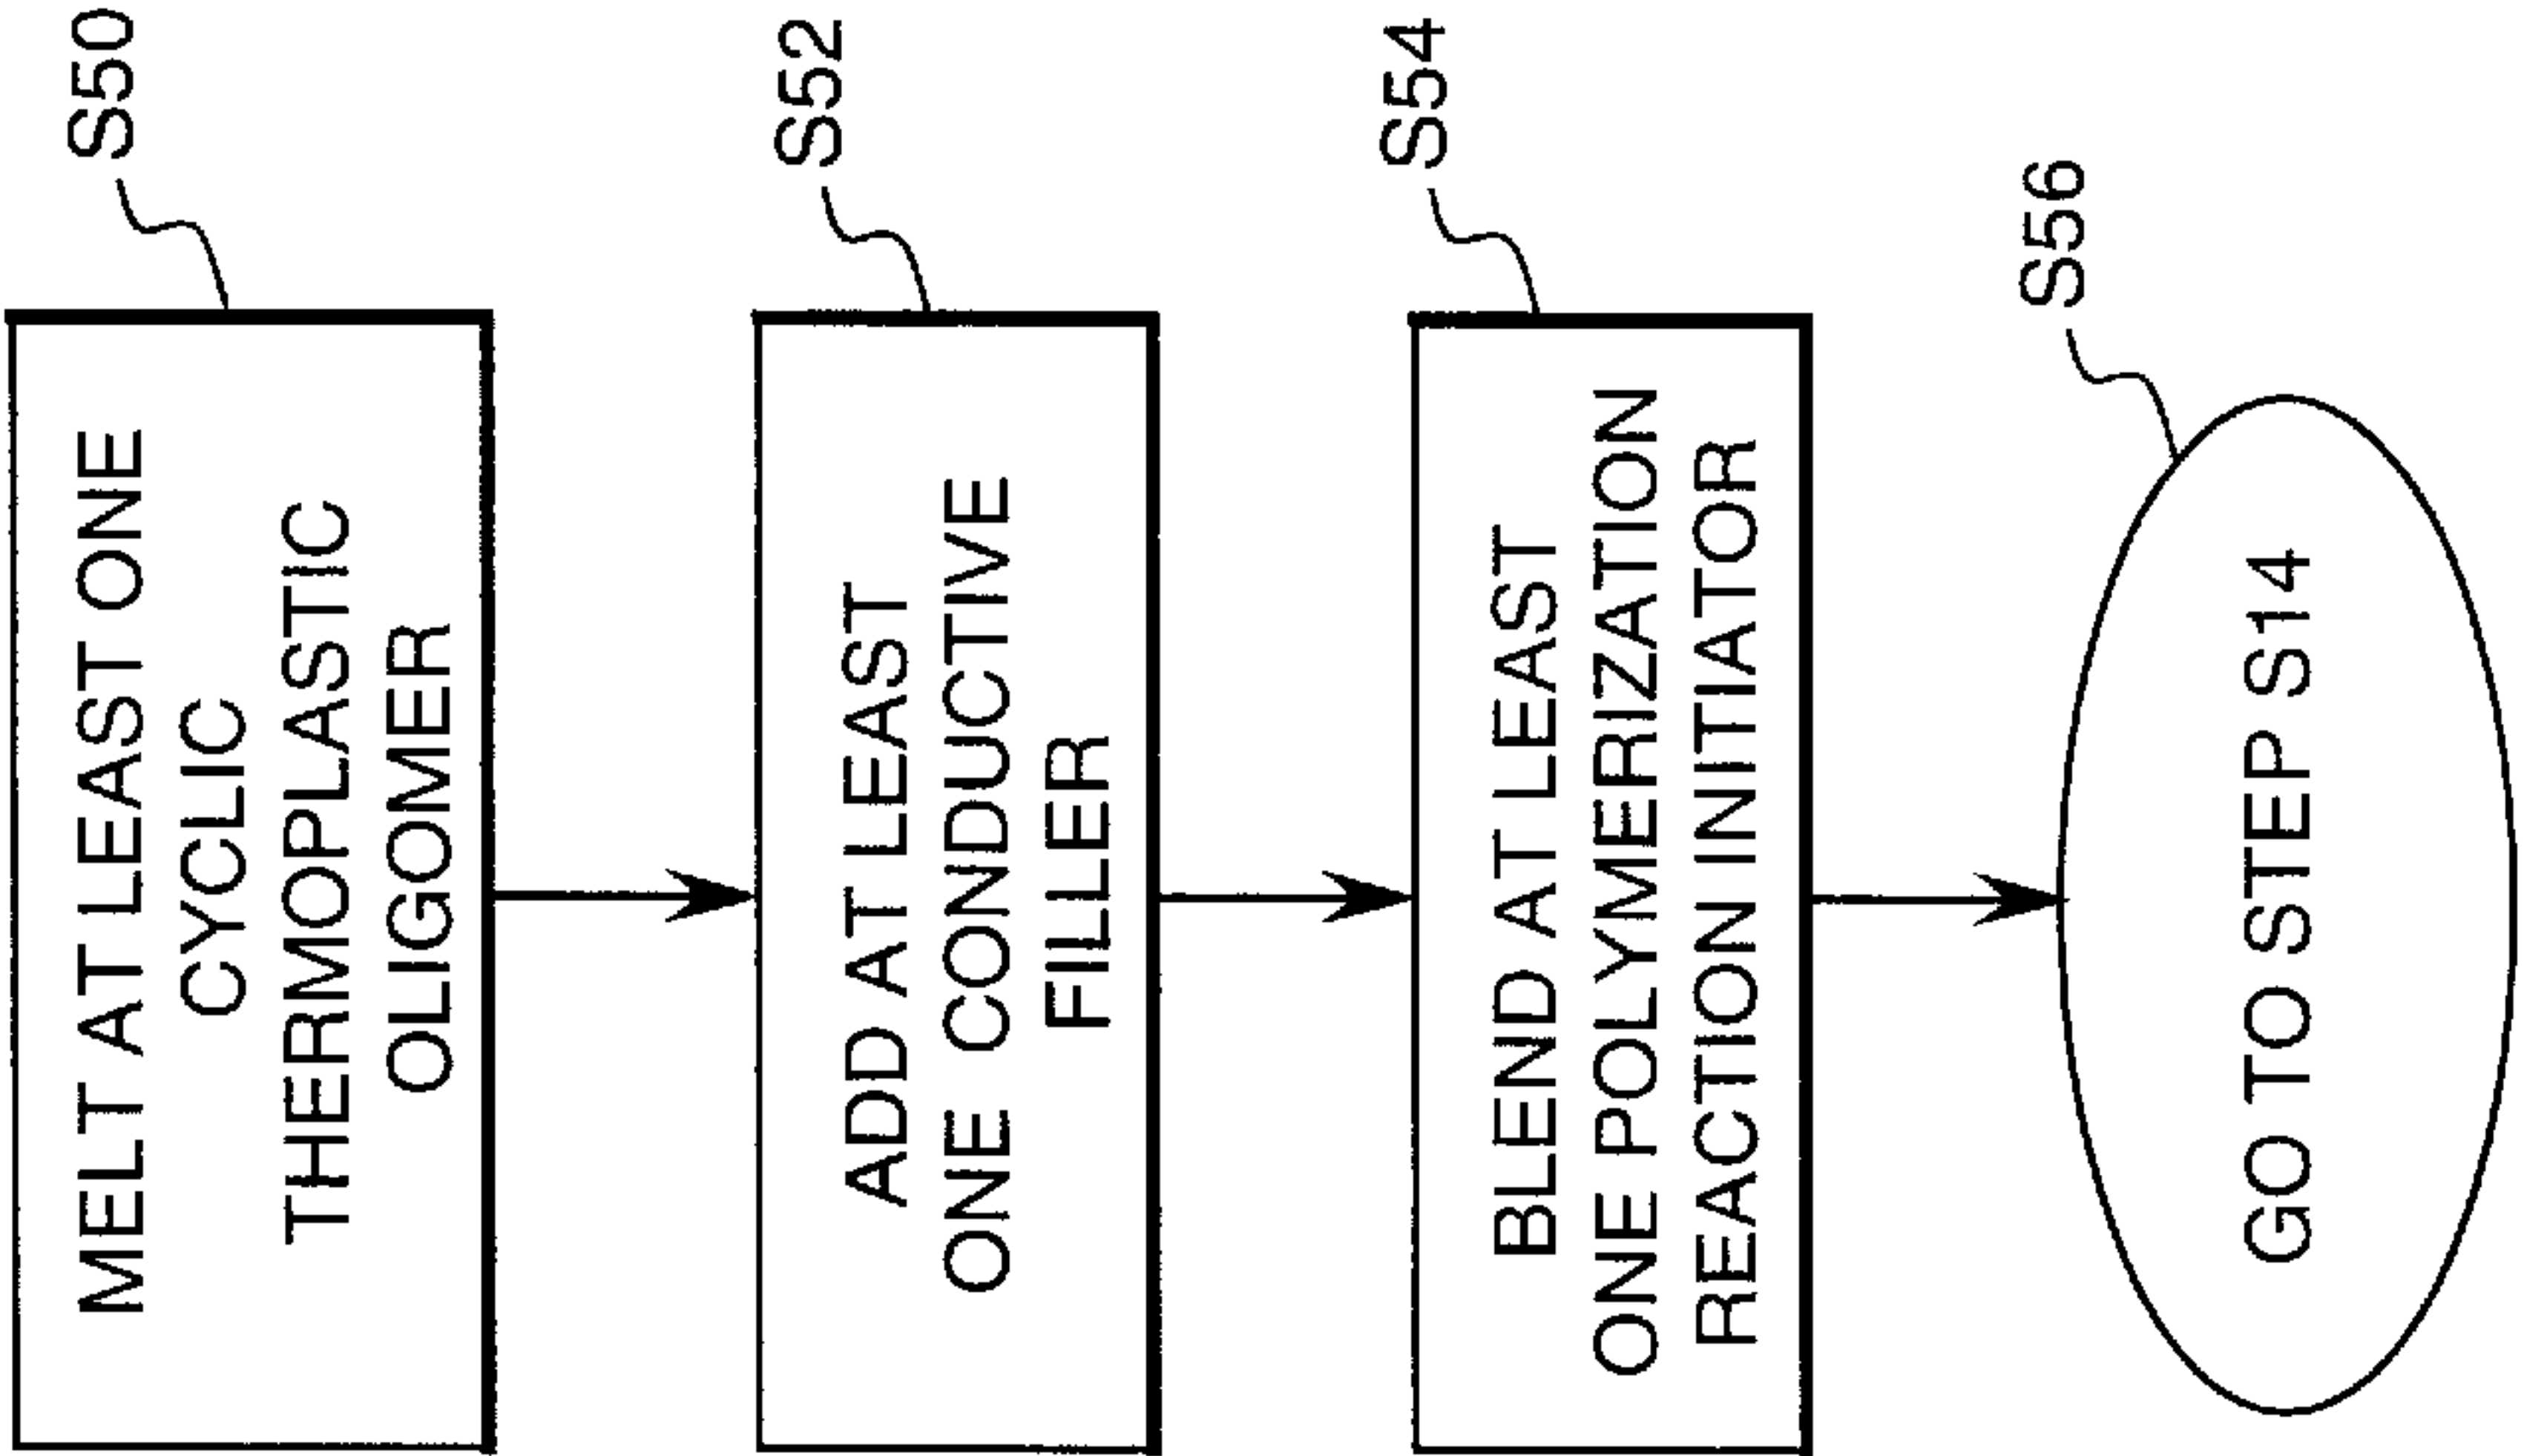 MELT AT LEAST ONE
CYCLIC
THERMOPLASTIC
OLIGOMER
S50
ADD AT LEAST
ONE CONDUCTIVE
FILLER
S52
BLEND AT LEAST
ONE POLYMERIZATION
REACTION INITIATOR
S54
GO TO STEP S14
S56